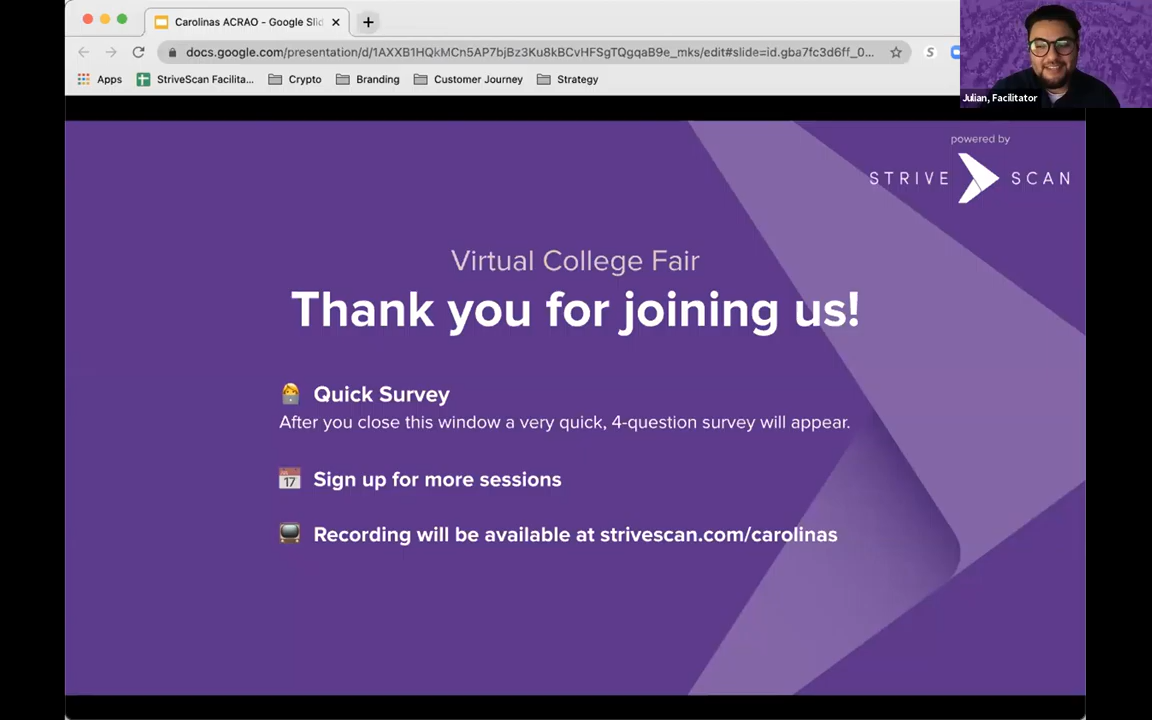 Carolinas ACRAO - Google Slid
docs.google.com/presentation/d/1AXXB1HQkMCn5AP7bjBz3Ku8kBCvHFSgTQgqaB9e_mks/edit#slide=id.gba7fc3d6ff_0...
Apps
StriveScan Facilita...
Crypto
Branding
Customer Journey
Strategy
Julian, Facilitator
powered by
STRIVE SCAN
Virtual College Fair
Thank you for joining us!
Quick Survey
After you close this window a very quick, 4-question survey will appear.
17 Sign up for more sessions
Recording will be available at strivescan.com/carolinas